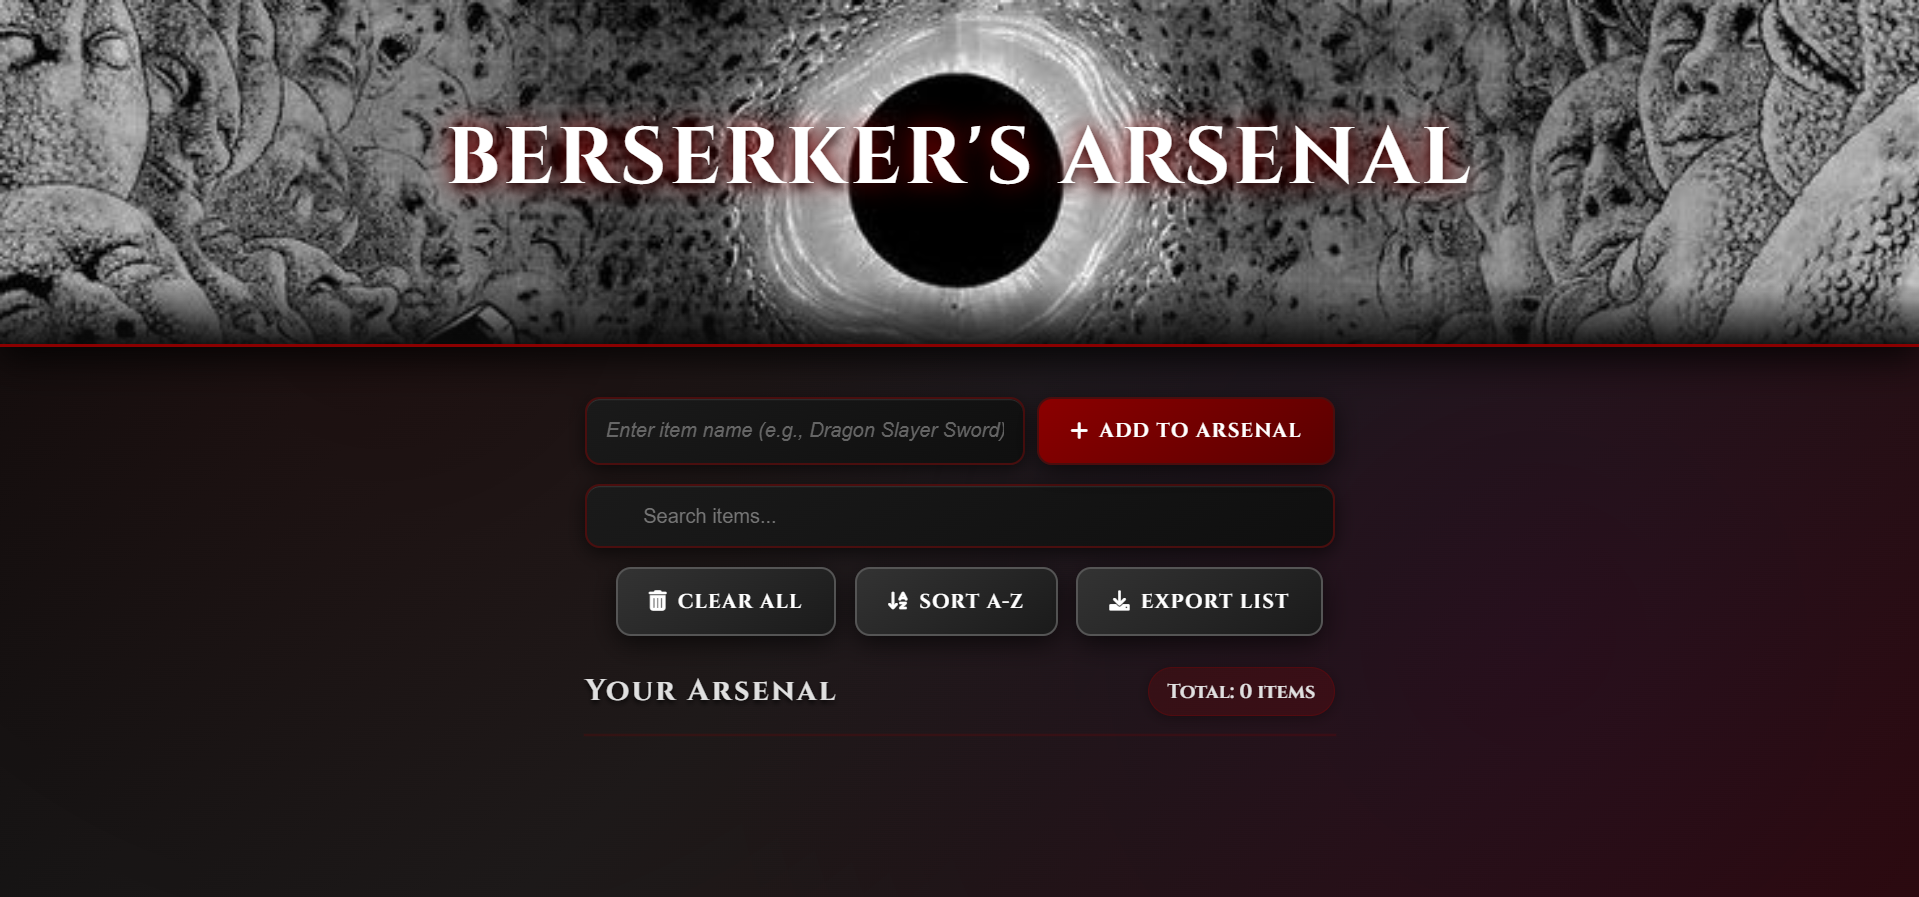 BERSERKER'S ARSENAL
Enter item name (e.g., Dragon Slayer Sword)
ADD TO ARSENAL
Search items...
CLEAR ALL
SORT A-Z
EXPORT LIST
Your Arsenal
Total: 0 items